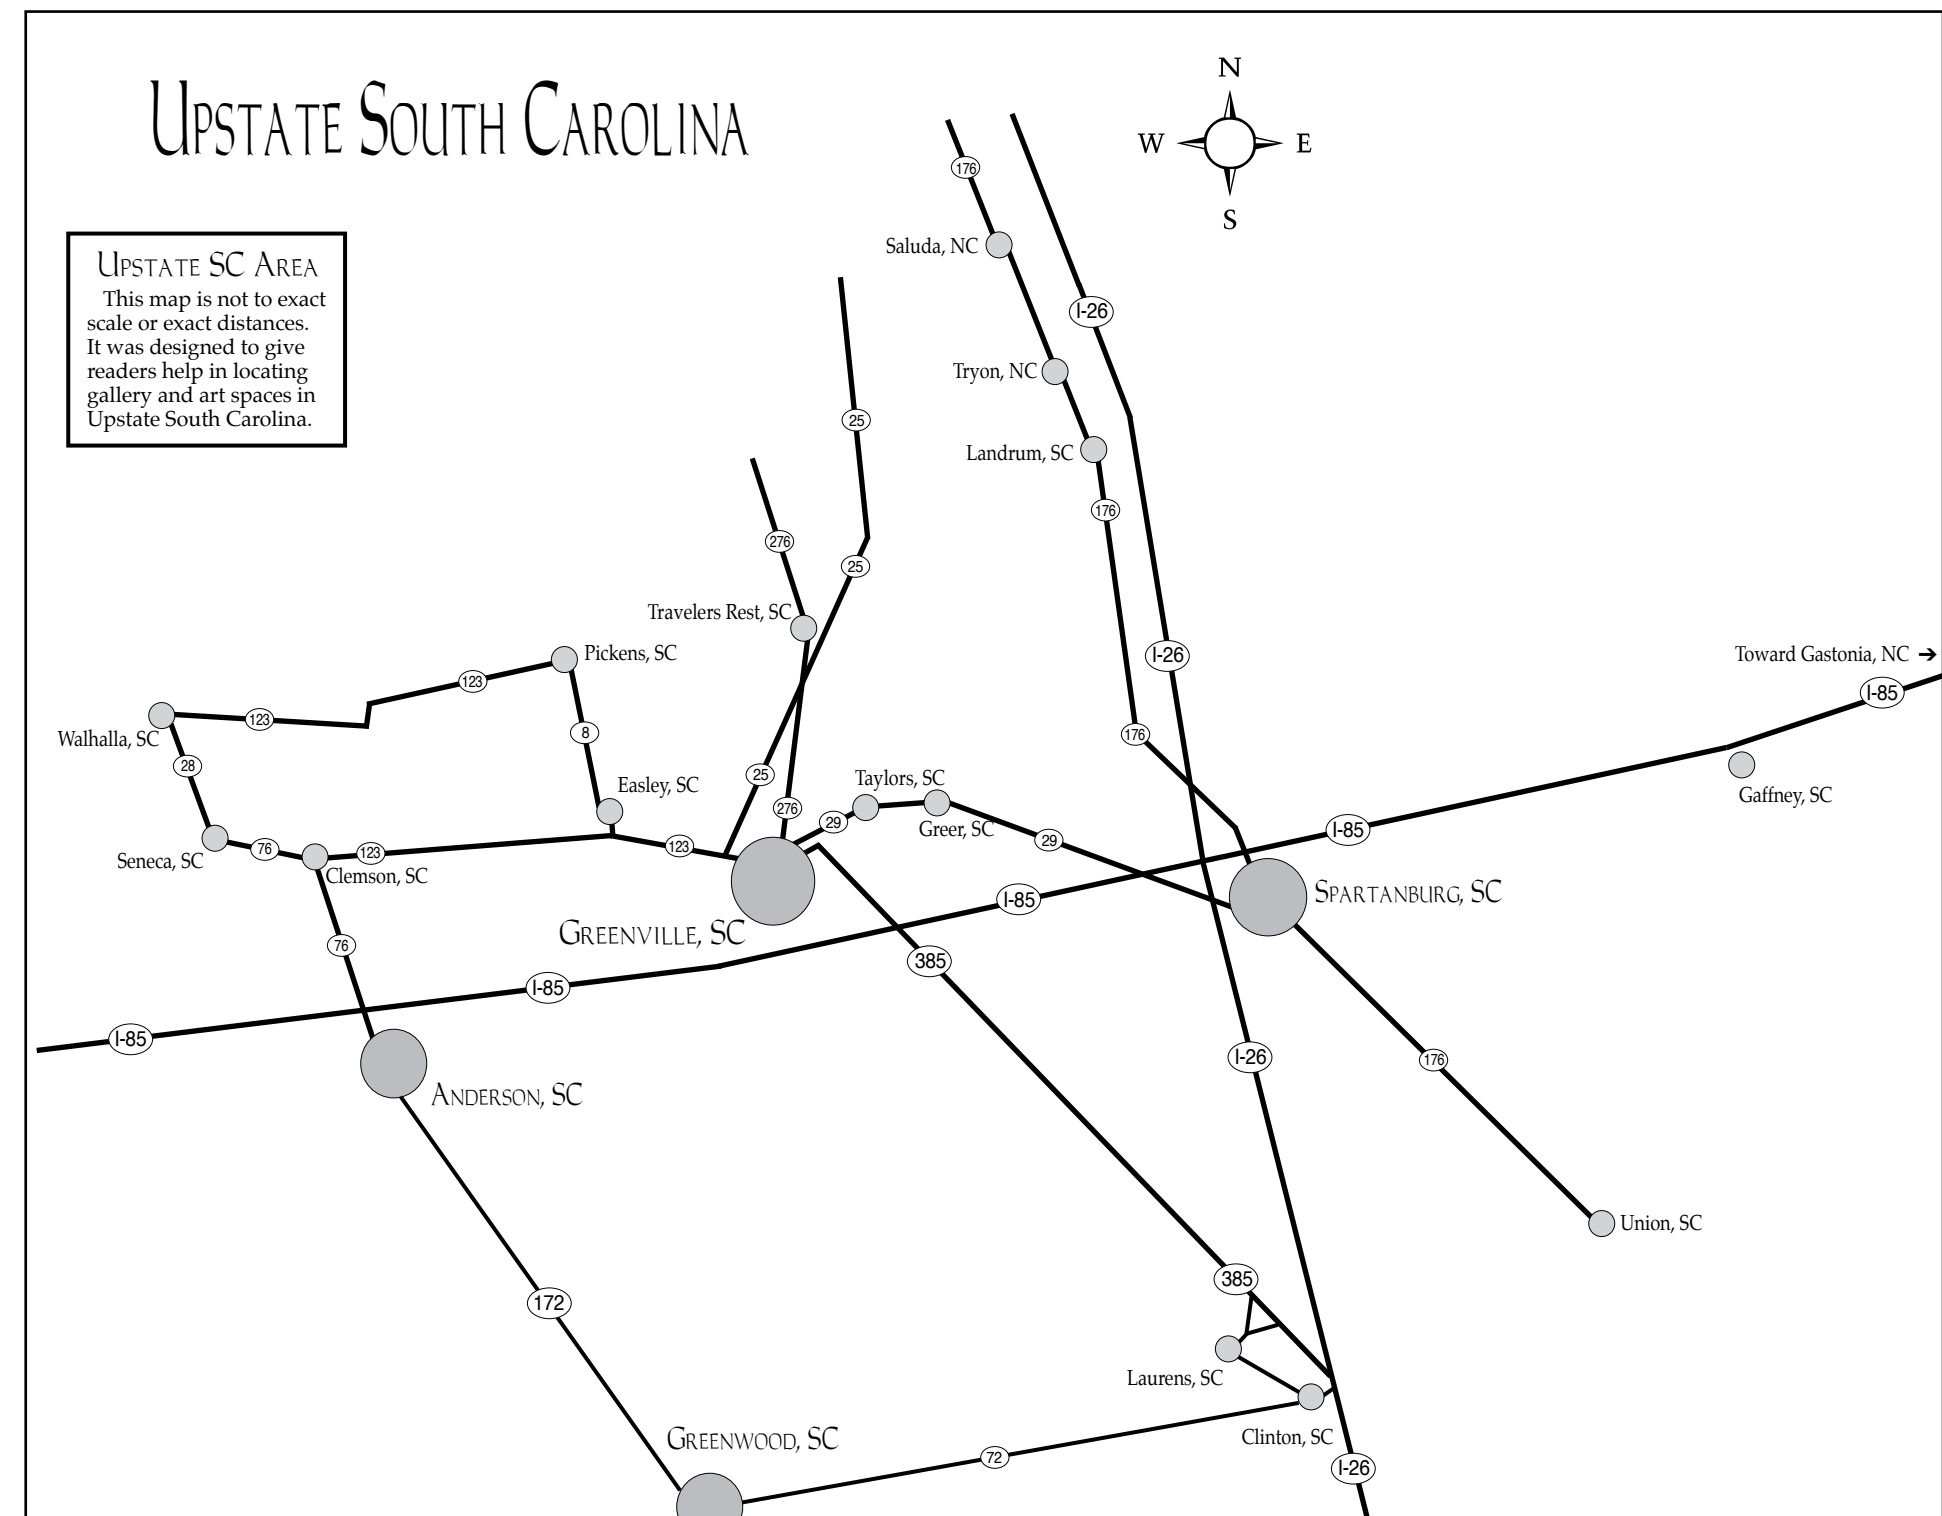 Upstate South Carolina
N
W
E
S
Upstate SC Area
This map is not to exact
scale or exact distances.
It was designed to give
readers help in locating
gallery and art spaces in
Upstate South Carolina.
176
Saluda, NC
I-26
Tryon, NC
25
Landrum, SC
176
276
25
Travelers Rest, SC
Pickens, SC
I-26
Toward Gastonia, NC ➔
123
I-85
123
Walhalla, SC
8
176
28
25
Gaffney, SC
Easley, SC
Taylors, SC
276
29
Greer, SC
I-85
29
Seneca, SC
76
123
123
Clemson, SC
Spartanburg, SC
I-85
Greenville, SC
76
385
I-85
I-85
I-26
176
Anderson, SC
Union, SC
385
172
Laurens, SC
Greenwood, SC
Clinton, SC
72
I-26